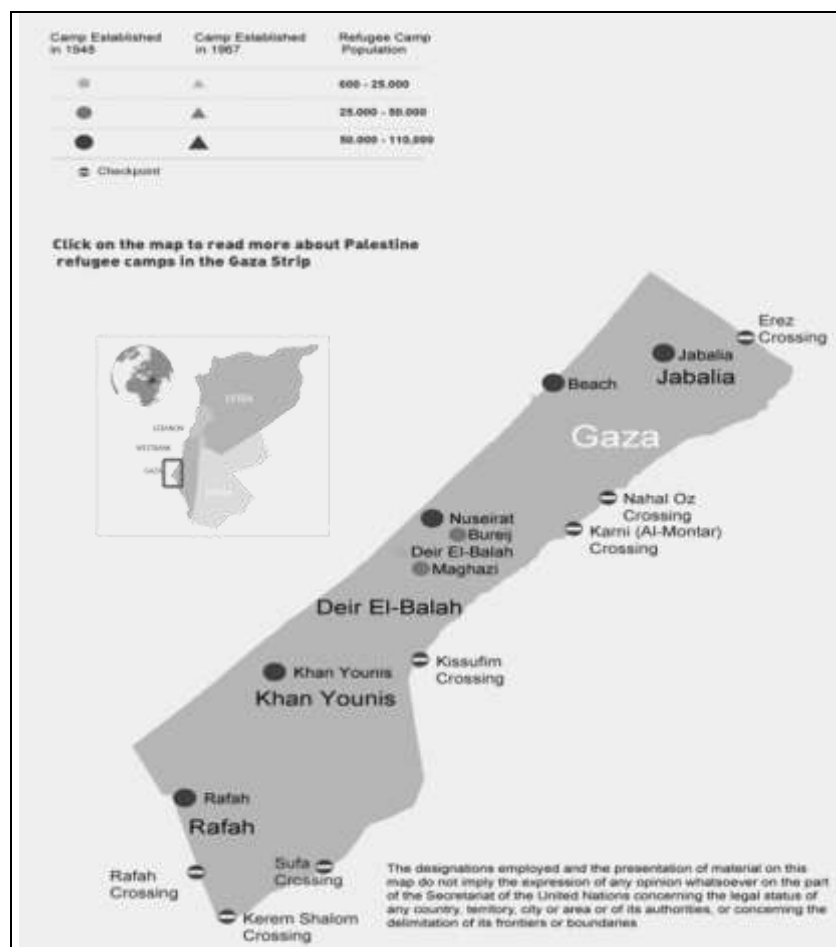 Camp Established
in 1948
Camp Established
in 1967
Refugee Camp
Population
600 - 25.000
25.000 - 50.000
50.000 - 110,000
Checkpoint
Click on the map to read more about Palestine
refugee camps in the Gaza Strip
SYRIA
LEBANON
WESTBANK
GAZA
Erez
Crossing
Jabalia
Jabalia
Beach
Gaza
Nahal Oz
Crossing
Karni (Al-Montar)
Crossing
Nuseirat
Bureij
Deir El-Balah
Maghazi
Deir El-Balah
Kissufim
Crossing
Khan Younis
Khan Younis
Rafah
Rafah
Rafah
Crossing
Sufa
Crossing
Kerem Shalom
Crossing
The designations employed and the presentation of material on this
map do not imply the expression of any opinion whatsoever on the part
of the Secretariat of the United Nations concerning the legal status of
any country, territory, city or area or of its authorities, or concerning the
delimitation of its frontiers or boundaries